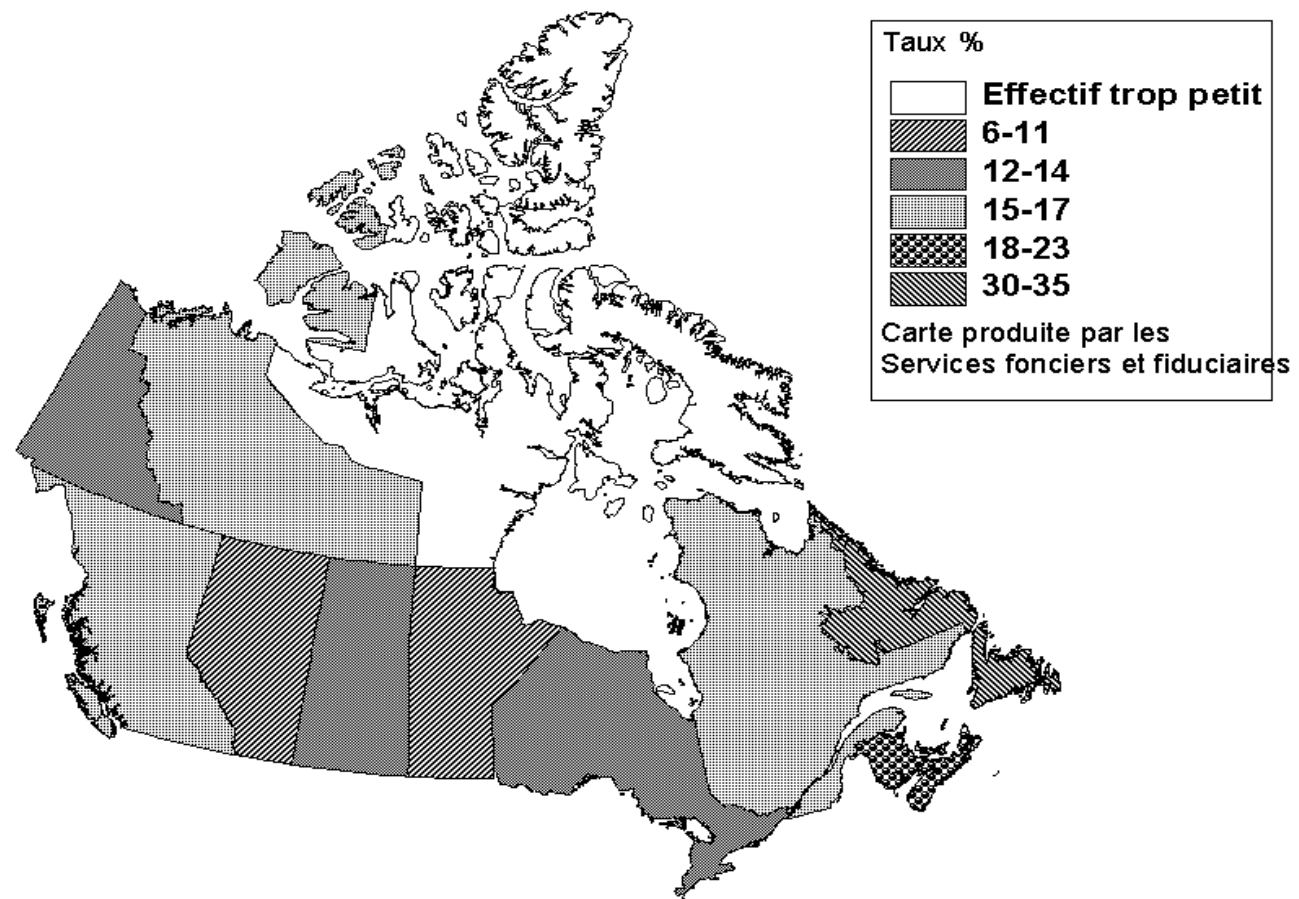 Taux %
Effectif trop petit
6-11
12-14
15-17
18-23
30-35
Carte produite par les
Services fonciers et fiduciaires